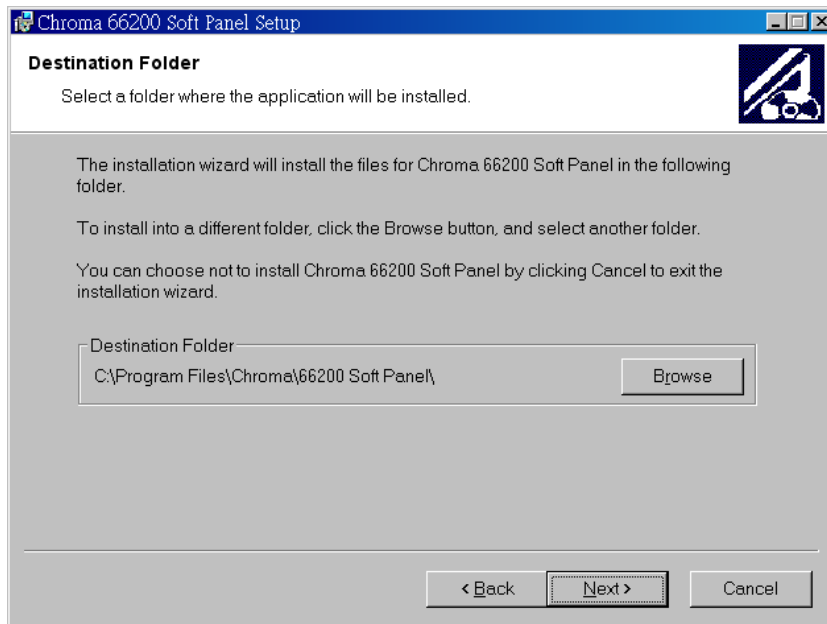 Chroma 66200 Soft Panel Setup
Destination Folder
Select a folder where the application will be installed.
The installation wizard will install the files for Chroma 66200 Soft Panel in the following
folder.
To install into a different folder, click the Browse button, and select another folder.
You can choose not to install Chroma 66200 Soft Panel by clicking Cancel to exit the
installation wizard.
Destination Folder
C:\Program Files\Chroma\66200 Soft Panel\
Browse
< Back
Next >
Cancel